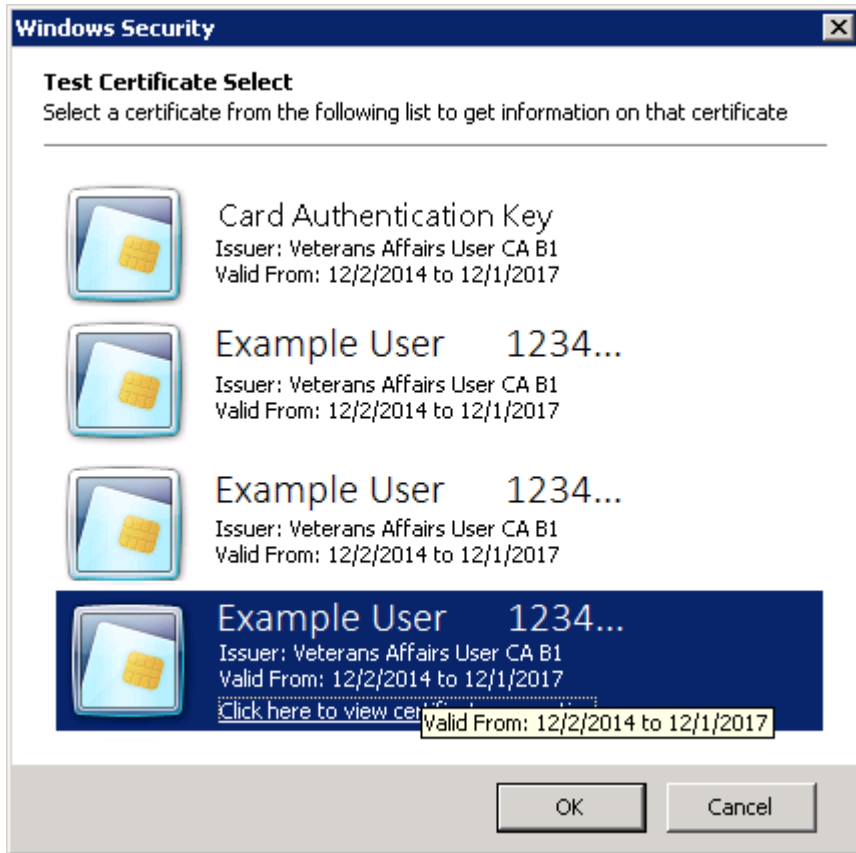 Windows Security
Test Certificate Select
Select a certificate from the following list to get information on that certificate
Card Authentication Key
Issuer: Veterans Affairs User CA B1
Valid From: 12/2/2014 to 12/1/2017
Example User 1234...
Issuer: Veterans Affairs User CA B1
Valid From: 12/2/2014 to 12/1/2017
Example User 1234...
Issuer: Veterans Affairs User CA B1
Valid From: 12/2/2014 to 12/1/2017
Example User 1234...
Issuer: Veterans Affairs User CA B1
Valid From: 12/2/2014 to 12/1/2017
Click here to view
Valid From: 12/2/2014 to 12/1/2017
OK Cancel